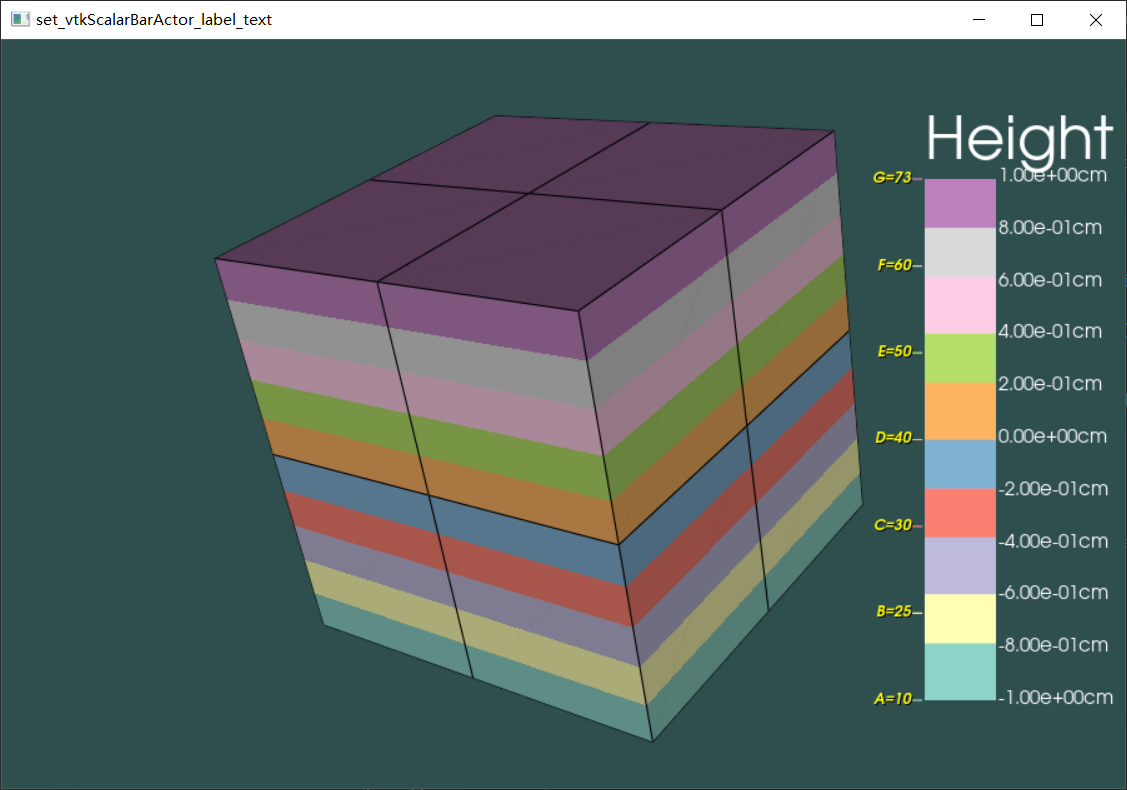 set_vtkScalarBarActor_label_text
Height
G=73
F=60
E=50
D=40
C=30
B=25
A=10
1.00e+00cm
8.00e-01cm
6.00e-01cm
4.00e-01cm
2.00e-01cm
0.00e+00cm
-2.00e-01cm
-4.00e-01cm
-6.00e-01cm
-8.00e-01cm
-1.00e+00cm